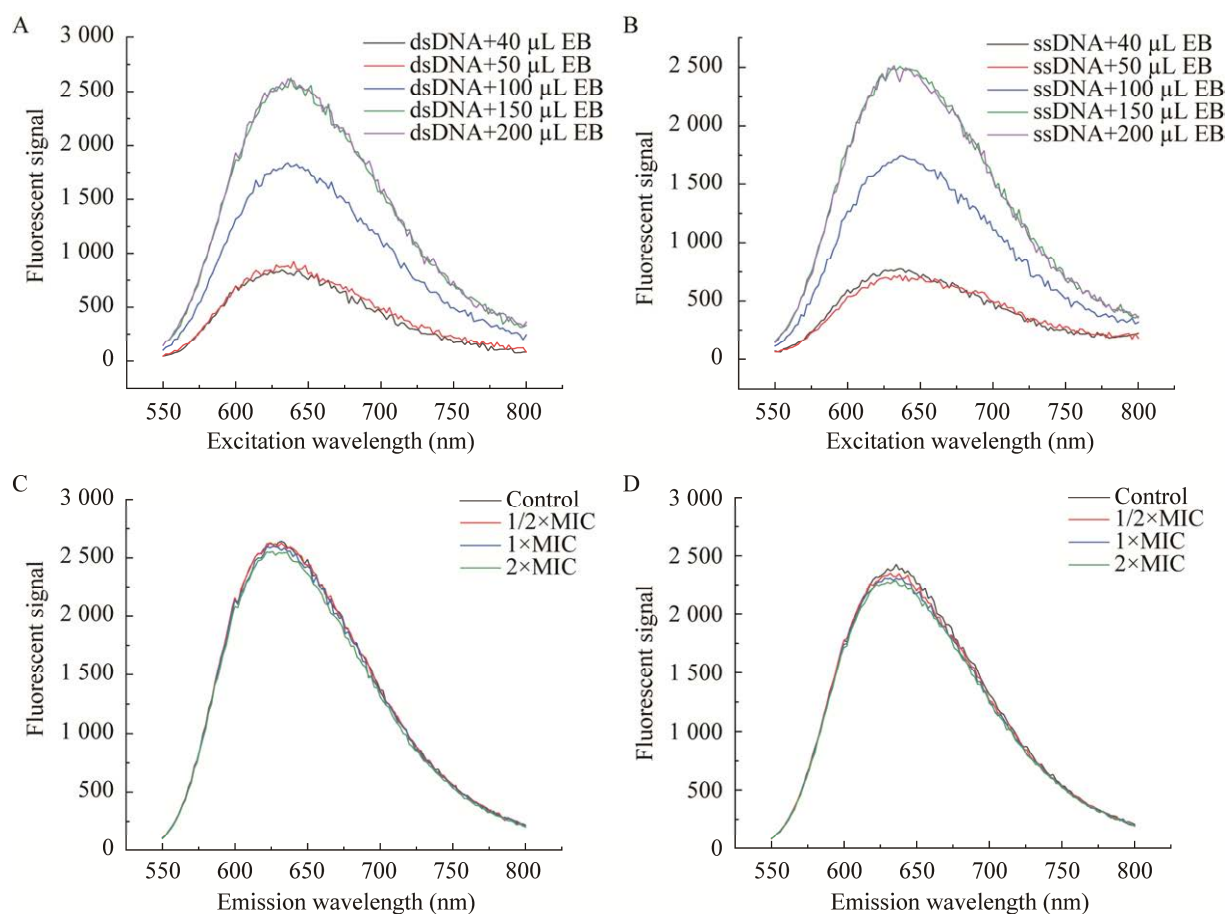 A
3 000
2 500
2 000
1 500
1 000
500
0
Fluorescent signal
dsDNA+40 µL EB
dsDNA+50 µL EB
dsDNA+100 µL EB
dsDNA+150 µL EB
dsDNA+200 µL EB
550 600 650 700 750 800
Excitation wavelength (nm)
B
2 500
2 000
1 500
1 000
500
0
Fluorescent signal
ssDNA+40 µL EB
ssDNA+50 µL EB
ssDNA+100 µL EB
ssDNA+150 µL EB
ssDNA+200 µL EB
550 600 650 700 750 800
Excitation wavelength (nm)
C
3 000
2 500
2 000
1 500
1 000
500
0
Fluorescent signal
Control
1/2×MIC
1×MIC
2×MIC
550 600 650 700 750 800
Emission wavelength (nm)
D
3 000
2 500
2 000
1 500
1 000
500
0
Fluorescent signal
Control
1/2×MIC
1×MIC
2×MIC
550 600 650 700 750 800
Emission wavelength (nm)